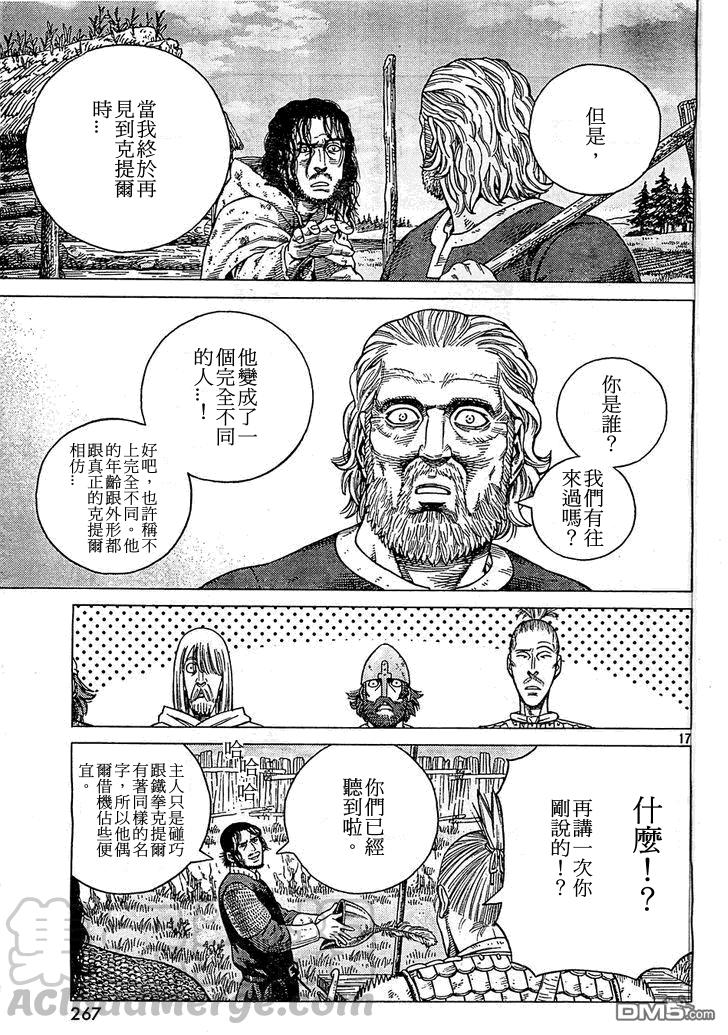 但是，
當我終於再
見到克提爾
時…
你是誰？
我們有往
來過嗎？
他變成了一
個完全不同
的人…！
好吧，也許稱不
上完全不同。他
的年齡跟外形都
跟真正的克提爾
相仿…
17
什麼！？
再講一次你
剛說的！？
你們已經
聽到啦。
哈哈哈
主人只是碰巧
跟鐵拳克提爾
有著同樣的名
字，所以他偶
爾借機佔些便
宜。
267
DM5.com